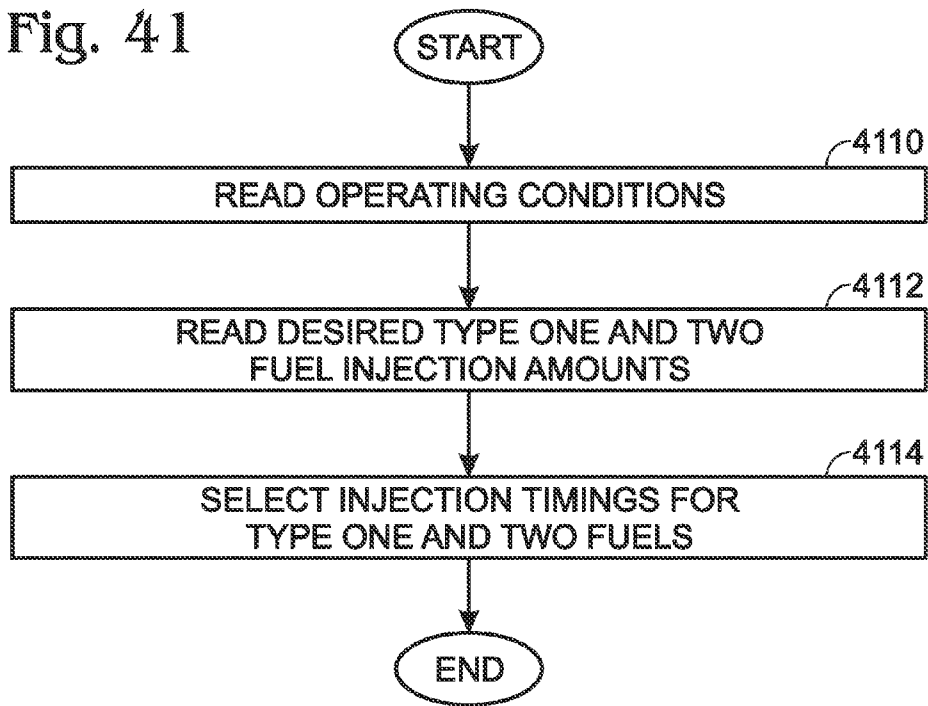 Fig. 41
START
4110
READ OPERATING CONDITIONS
4112
READ DESIRED TYPE ONE AND TWO
FUEL INJECTION AMOUNTS
4114
SELECT INJECTION TIMINGS FOR
TYPE ONE AND TWO FUELS
END